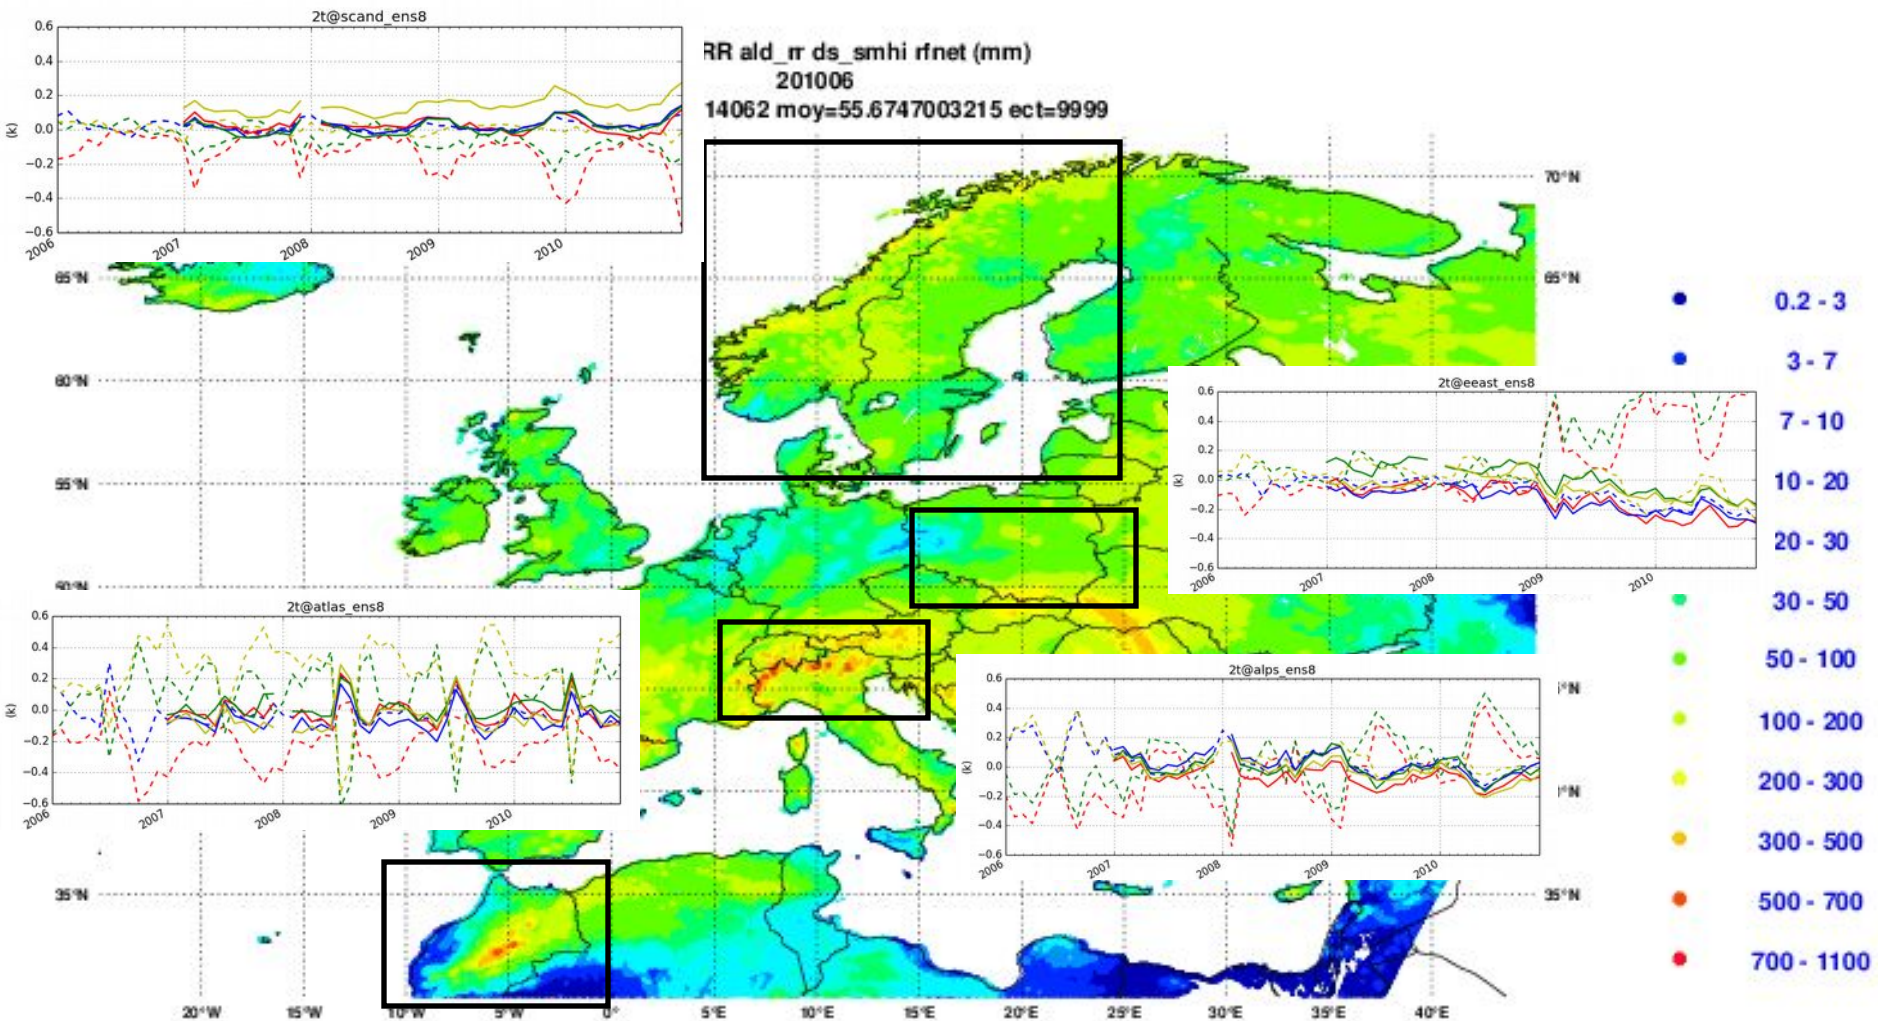 2t@scand_ens8
0.6
0.4
0.2
0.0
−0.2
−0.4
−0.6
(k)
2006
2007
2008
2009
2010
RR ald_rr ds_smhi rfnet (mm)
201006
14062 moy=55.6747003215 ect=9999
70°N
65°N
65°N
60°N
55°N
50°N
35°N
35°N
2t@eeast_ens8
0.6
0.4
0.2
0.0
−0.2
−0.4
−0.6
(k)
2006
2007
2008
2009
2010
2t@atlas_ens8
0.6
0.4
0.2
0.0
−0.2
−0.4
−0.6
(k)
2006
2007
2008
2009
2010
2t@alps_ens8
0.6
0.4
0.2
0.0
−0.2
−0.4
−0.6
(k)
2006
2007
2008
2009
2010
0.2 - 3
3 - 7
7 - 10
10 - 20
20 - 30
30 - 50
50 - 100
100 - 200
200 - 300
300 - 500
500 - 700
700 - 1100
20°W
15°W
10°W
5°W
0°
5°E
10°E
15°E
20°E
25°E
30°E
35°E
40°E